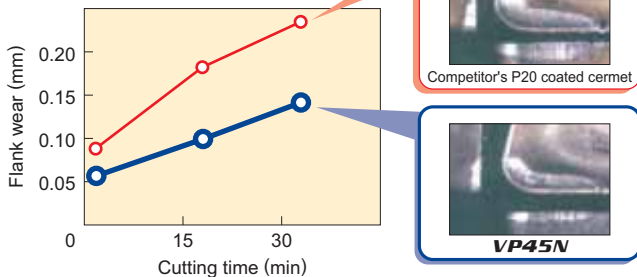 Flank wear (mm)
0.20
0.15
0.10
0.05
0
15
30
Cutting time (min)
Competitor's P20 coated cermet
VP45N